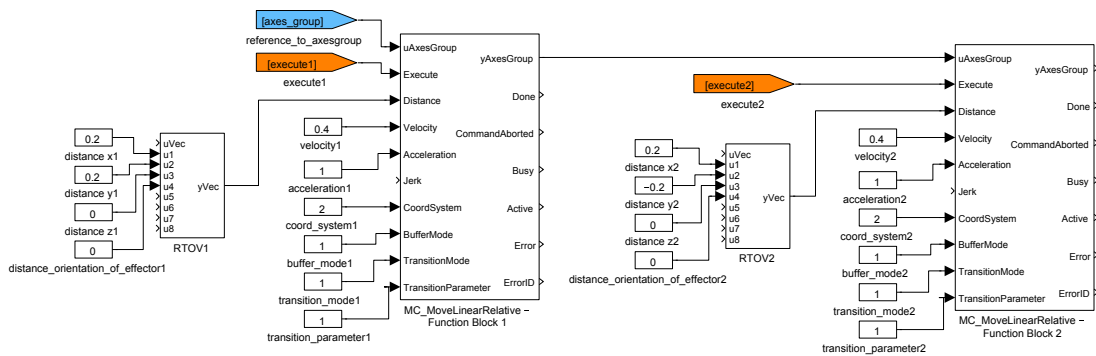 [axes_group]
reference_to_axesgroup
[execute1]
execute1
0.2
distance x1
0.2
distance y1
0
distance z1
0
distance_orientation_of_effector1
uVec
u1
u2
u3
u4
u5
u6
u7
u8
yVec
RTOV1
0.4
velocity1
1
acceleration1
2
coord_system1
1
buffer_mode1
1
transition_mode1
1
transition_parameter1
uAxesGroup
Execute
Distance
Velocity
Acceleration
Jerk
CoordSystem
BufferMode
TransitionMode
TransitionParameter
yAxesGroup
Done
CommandAborted
Busy
Active
Error
ErrorID
MC_MoveLinearRelative −
Function Block 1
[execute2]
execute2
0.2
distance x2
−0.2
distance y2
0
distance z2
0
distance_orientation_of_effector2
uVec
u1
u2
u3
u4
u5
u6
u7
u8
yVec
RTOV2
0.4
velocity2
1
acceleration2
2
coord_system2
1
buffer_mode2
1
transition_mode2
1
transition_parameter2
uAxesGroup
Execute
Distance
Velocity
Acceleration
Jerk
CoordSystem
BufferMode
TransitionMode
TransitionParameter
yAxesGroup
Done
CommandAborted
Busy
Active
Error
ErrorID
MC_MoveLinearRelative −
Function Block 2